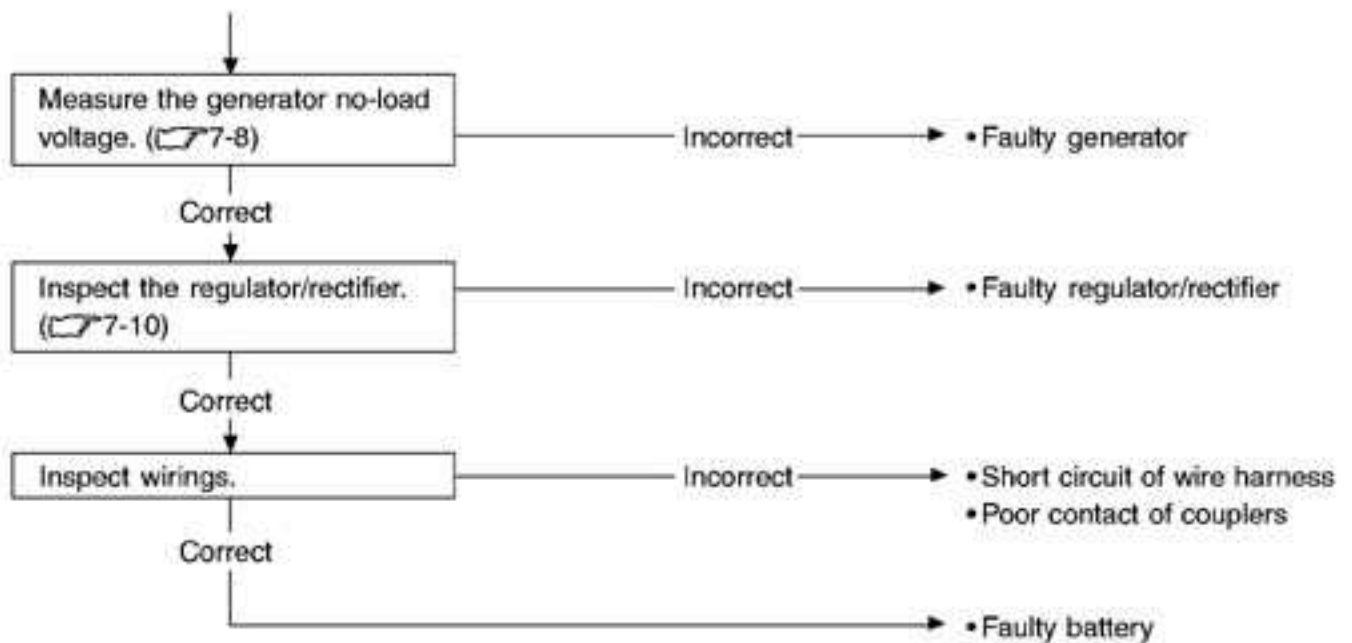 Measure the generator no-load
voltage. (☞7-8)
Incorrect
• Faulty generator
Correct
Inspect the regulator/rectifier.
(☞7-10)
Incorrect
• Faulty regulator/rectifier
Correct
Inspect wirings.
Incorrect
• Short circuit of wire harness
• Poor contact of couplers
Correct
• Faulty battery